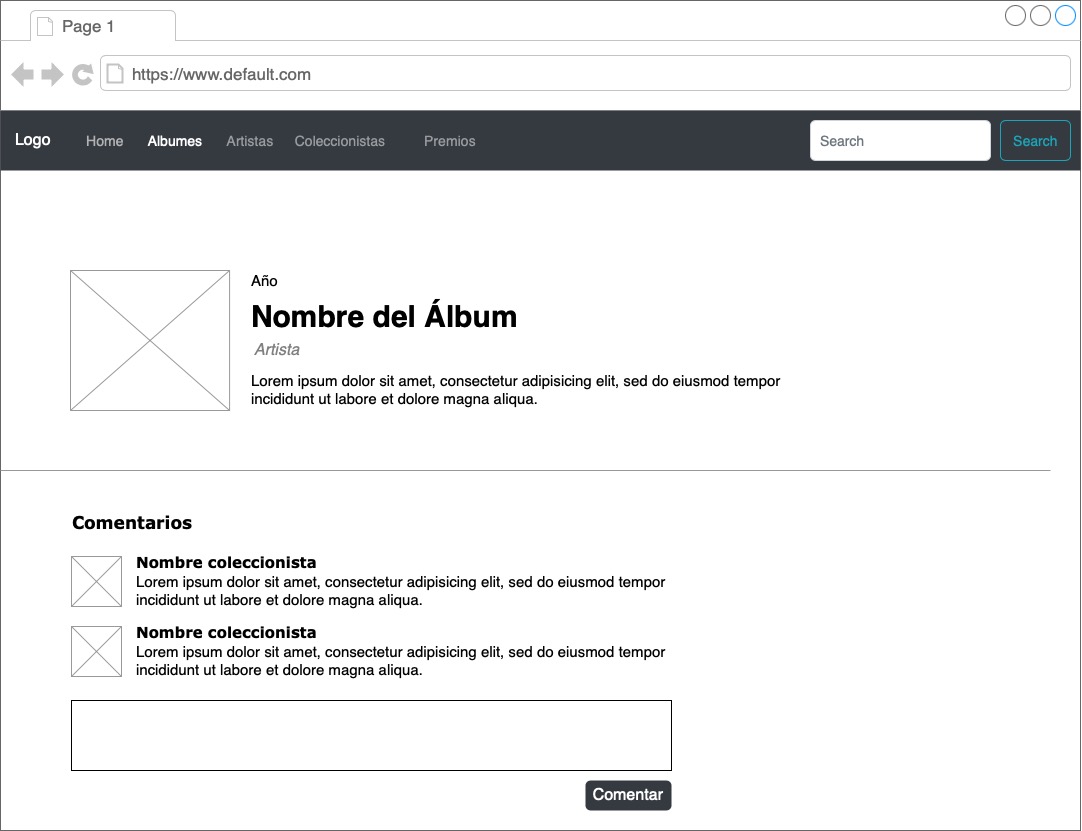 Page 1
https://www.default.com
Logo Home Albumes Artistas Coleccionistas Premios Search Search
Año
Nombre del Álbum
Artista
Lorem ipsum dolor sit amet, consectetur adipisicing elit, sed do eiusmod tempor
incididunt ut labore et dolore magna aliqua.
Comentarios
Nombre coleccionista
Lorem ipsum dolor sit amet, consectetur adipisicing elit, sed do eiusmod tempor
incididunt ut labore et dolore magna aliqua.
Nombre coleccionista
Lorem ipsum dolor sit amet, consectetur adipisicing elit, sed do eiusmod tempor
incididunt ut labore et dolore magna aliqua.
Comentar